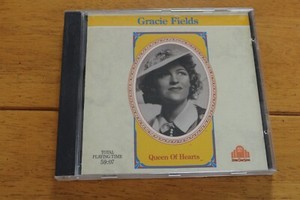 Gracie Fields
Queen Of Hearts
TOTAL
PLAYING TIME